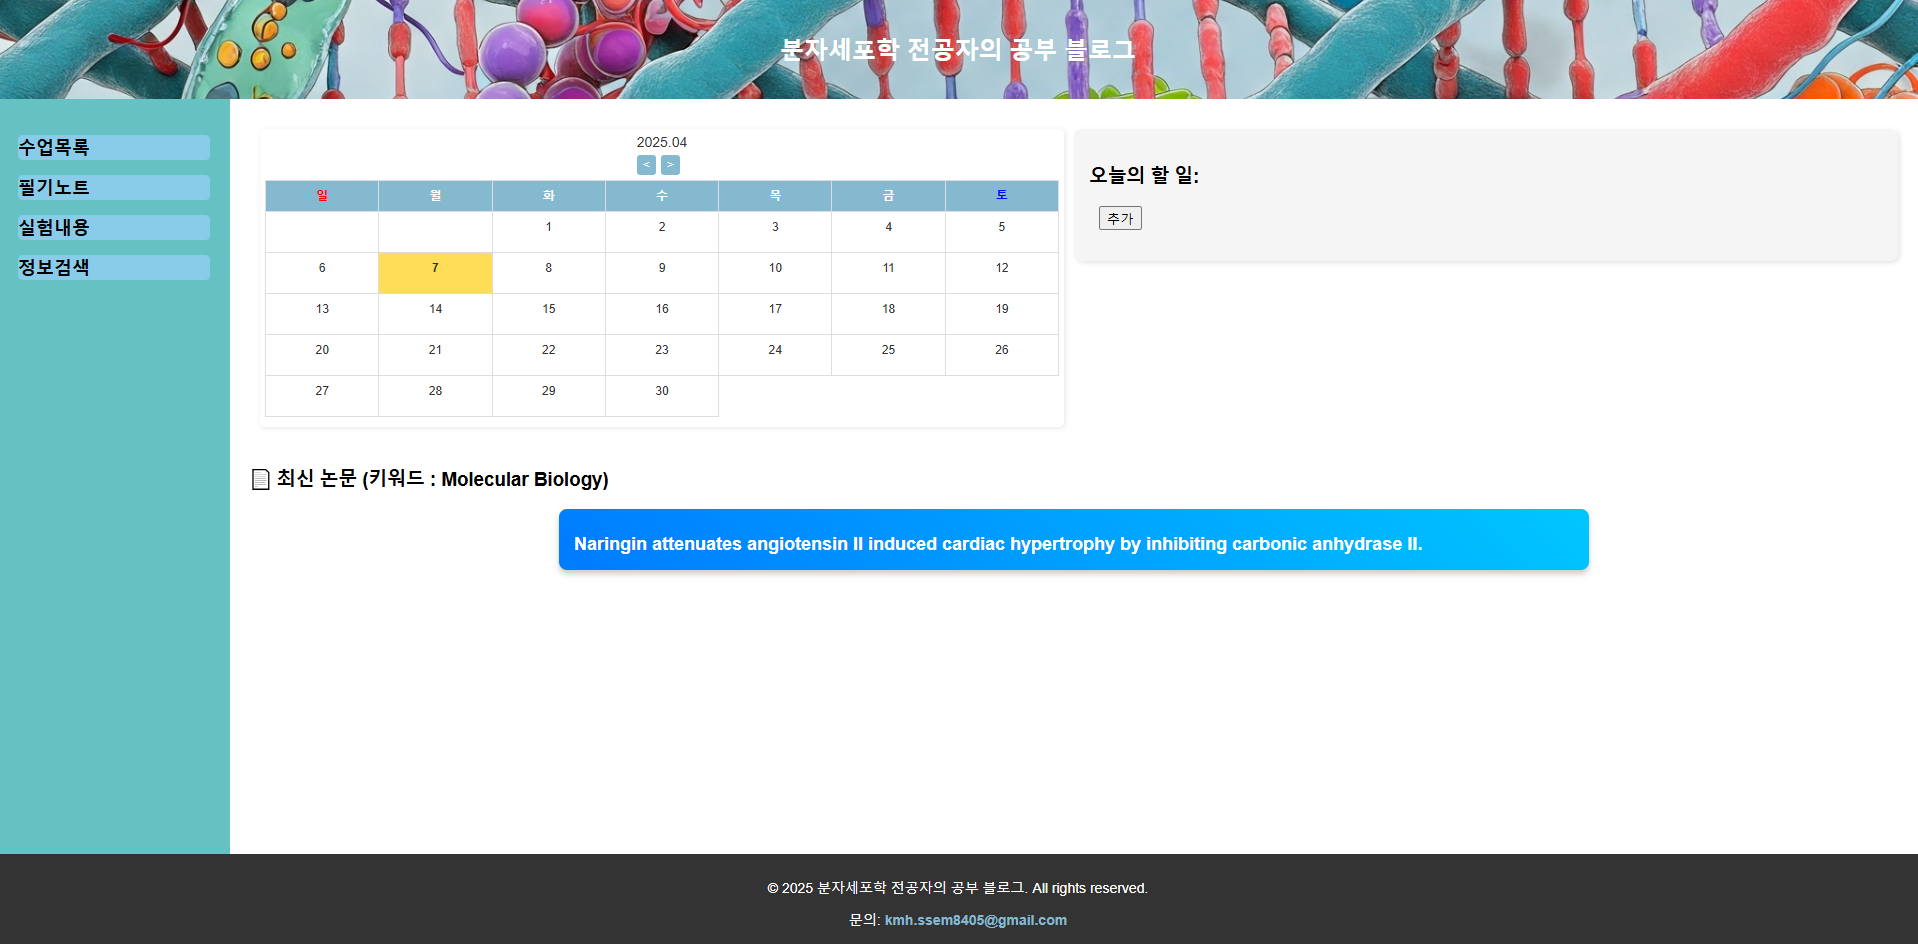 분자세포학 전공자의 공부 블로그
수업목록
필기노트
실험내용
정보검색
2025.04
< >
일 월 화 수 목 금 토
1 2 3 4 5
6 7 8 9 10 11 12
13 14 15 16 17 18 19
20 21 22 23 24 25 26
27 28 29 30
오늘의 할 일:
추가
최신 논문 (키워드 : Molecular Biology)
Naringin attenuates angiotensin II induced cardiac hypertrophy by inhibiting carbonic anhydrase II.
© 2025 분자세포학 전공자의 공부 블로그. All rights reserved.
문의: kmh.ssem8405@gmail.com